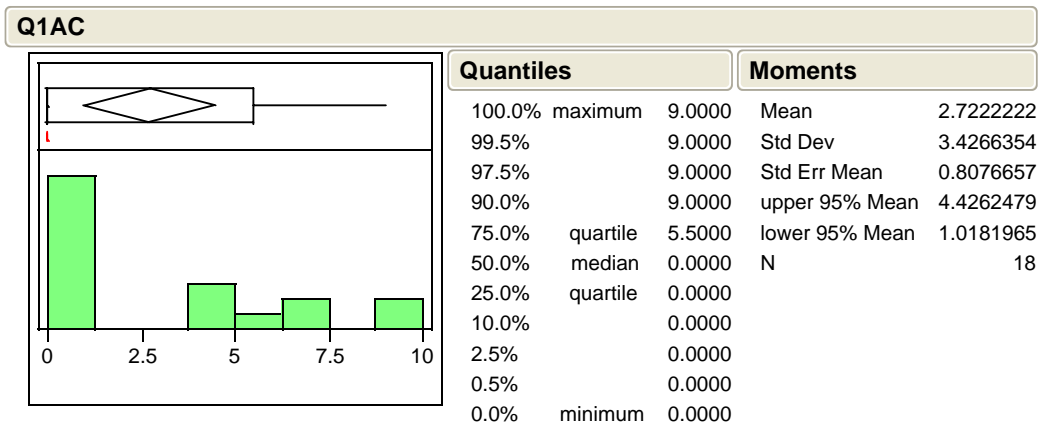 Q1AC
0 2.5 5 7.5 10
Quantiles
100.0% maximum 9.0000
99.5% 9.0000
97.5% 9.0000
90.0% 9.0000
75.0% quartile 5.5000
50.0% median 0.0000
25.0% quartile 0.0000
10.0% 0.0000
2.5% 0.0000
0.5% 0.0000
0.0% minimum 0.0000
Moments
Mean 2.7222222
Std Dev 3.4266354
Std Err Mean 0.8076657
upper 95% Mean 4.4262479
lower 95% Mean 1.0181965
N 18